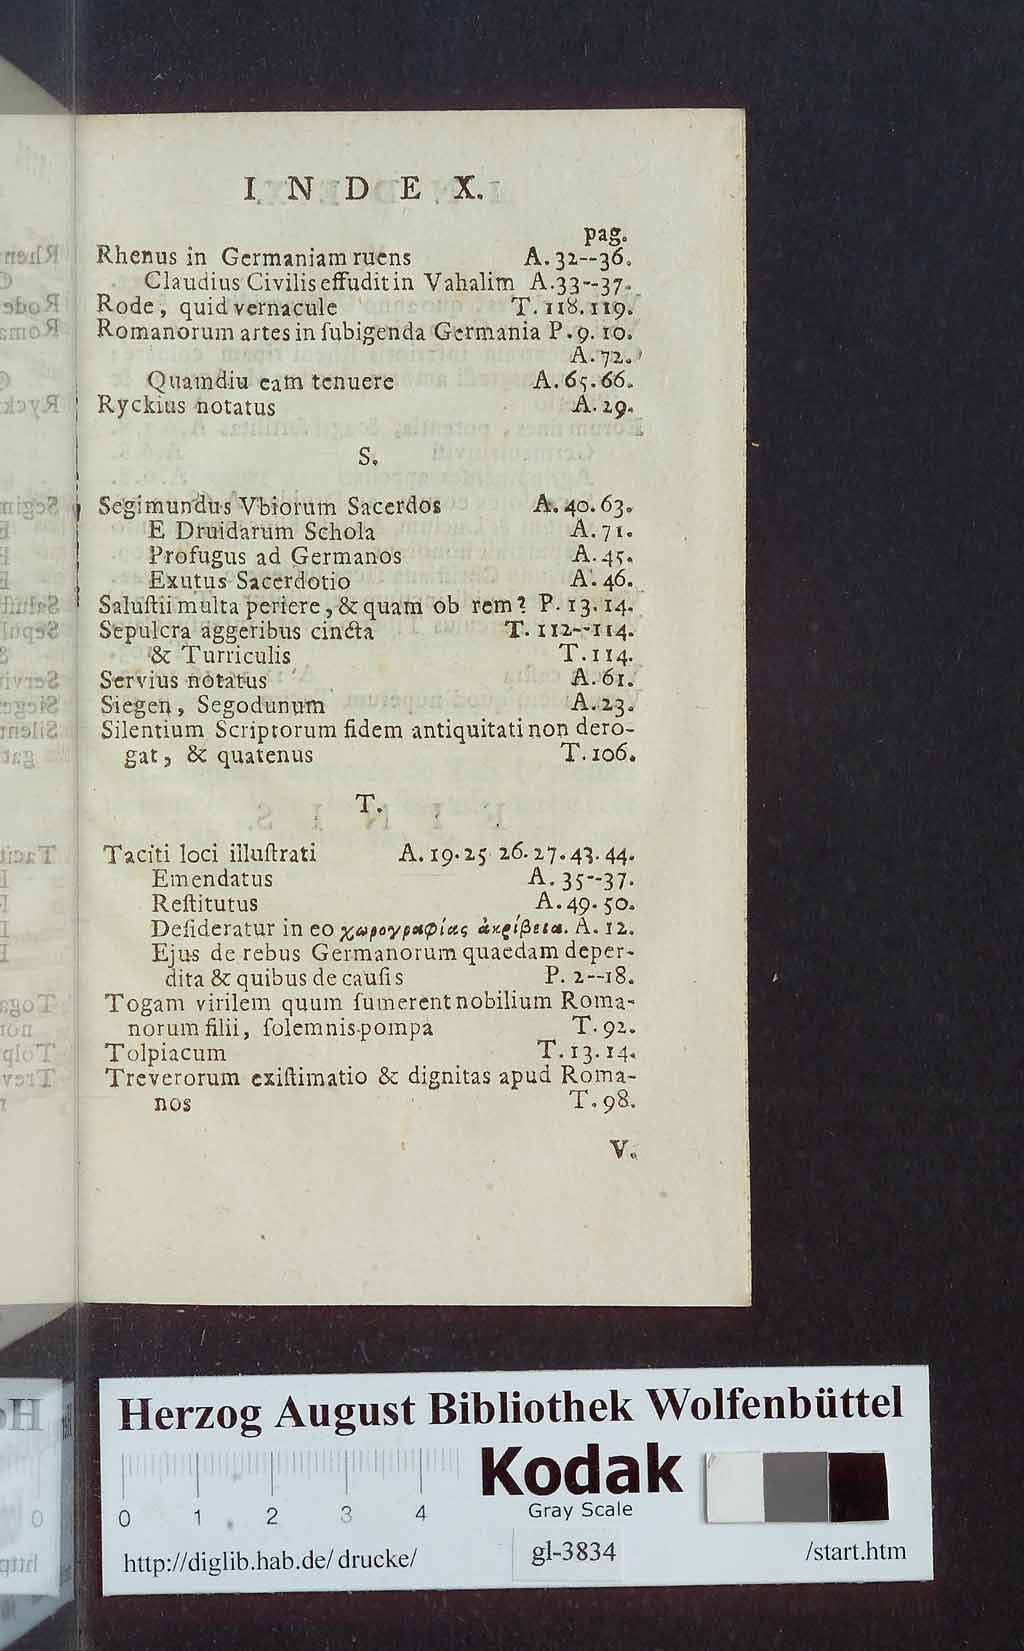 INDEX.
pag.
Rhenus in Germaniam ruens A. 32--36.
Claudius Civilis effudit in Vahalim A. 33--37.
Rode, quid vernacule T. 118. 119.
Romanorum artes in ſubigenda Germania P. 9. 10.
A. 72.
Quamdiu eam tenuere A. 65. 66.
Ryckius notatus A. 29.
S.
Segimundus Vbiorum Sacerdos A. 40. 63.
E Druidarum Schola A. 71.
Profugus ad Germanos A. 45.
Exutus Sacerdotio A. 46.
Saluſtii multa periere, & quam ob rem? P. 13. 14.
Sepulcra aggeribus cincta T. 112--114.
& Turriculis T. 114.
Servius notatus A. 61.
Siegen, Segodunum A. 23.
Silentium Scriptorum fidem antiquitati non dero-
gat, & quatenus T. 106.
T.
Taciti loci illuſtrati A. 19. 25 26. 27. 43. 44.
Emendatus A. 35--37.
Reſtitutus A. 49. 50.
Deſideratur in eo χωρογραφίας ἀκρίβεια. A. 12.
Ejus de rebus Germanorum quaedam deper-
dita & quibus de cauſis P. 2--18.
Togam virilem quum ſumerent nobilium Roma-
norum filii, ſolemnis pompa T. 92.
Tolpiacum T. 13. 14.
Treverorum exiſtimatio & dignitas apud Roma-
nos T. 98.
V.
Herzog August Bibliothek Wolfenbüttel
Kodak
Gray Scale
0 1 2 3 4
http://diglib.hab.de/drucke/ gl-3834 /start.htm